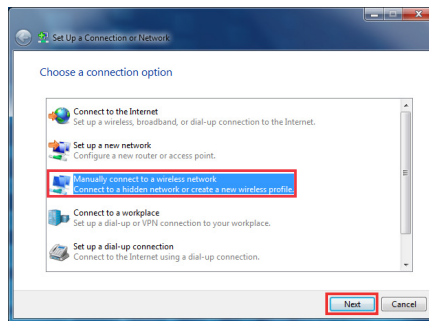 Set Up a Connection or Network
Choose a connection option
Connect to the Internet
Set up a wireless, broadband, or dial-up connection to the Internet.
Set up a new network
Configure a new router or access point.
Manually connect to a wireless network
Connect to a hidden network or create a new wireless profile.
Connect to a workplace
Set up a dial-up or VPN connection to your workplace.
Set up a dial-up connection
Connect to the Internet using a dial-up connection.
Next Cancel